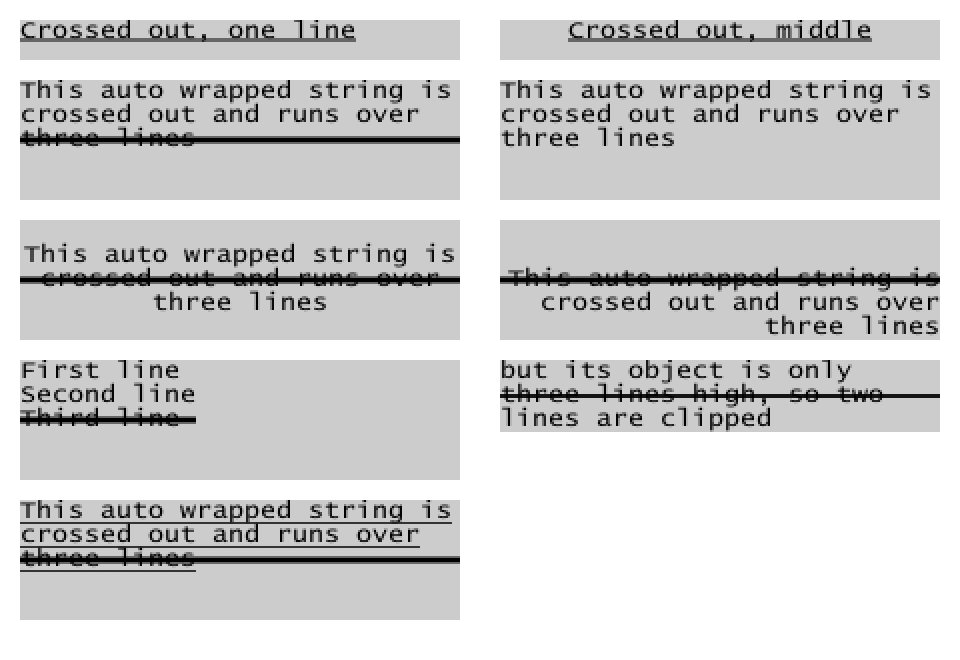 Crossed out, one line
Crossed out, middle
This auto wrapped string is
crossed out and runs over
three lines
This auto wrapped string is
crossed out and runs over
three lines
This auto wrapped string is
crossed out and runs over
three lines
This auto wrapped string is
crossed out and runs over
three lines
First line
Second line
Third line
but its object is only
three lines high, so two
lines are clipped
This auto wrapped string is
crossed out and runs over
three lines